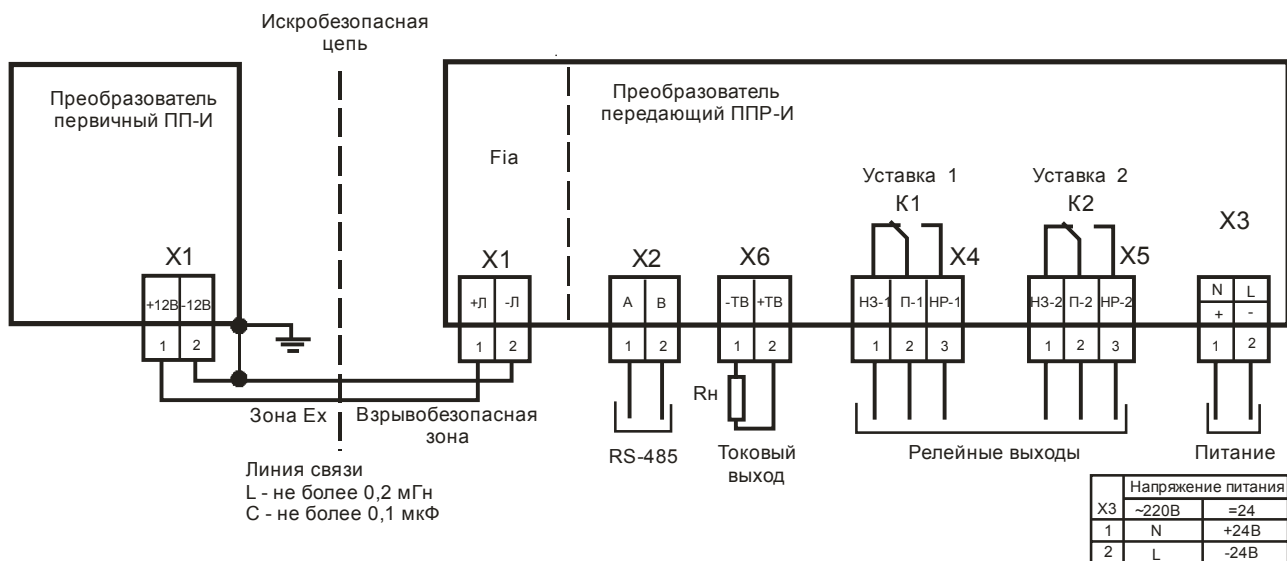 Искробезопасная
цепь
Преобразователь
первичный ПП-И
Преобразователь
передающий ППР-И
Fia
Уставка 1
К1
Уставка 2
К2
X1
X1
X2
X6
X4
X5
X3
+12В -12В
+Л -Л
А В
-ТВ +ТВ
НЗ-1 П-1 НР-1
НЗ-2 П-2 НР-2
N L
+ -
1 2
1 2
1 2
1 2
1 2 3
1 2 3
1 2
Rн
Зона Ex
Взрывобезопасная
зона
RS-485
Токовый
выход
Релейные выходы
Питание
Линия связи
L - не более 0,2 мГн
С - не более 0,1 мкФ
Напряжение питания
X3 ~220В =24
1 N +24В
2 L -24В